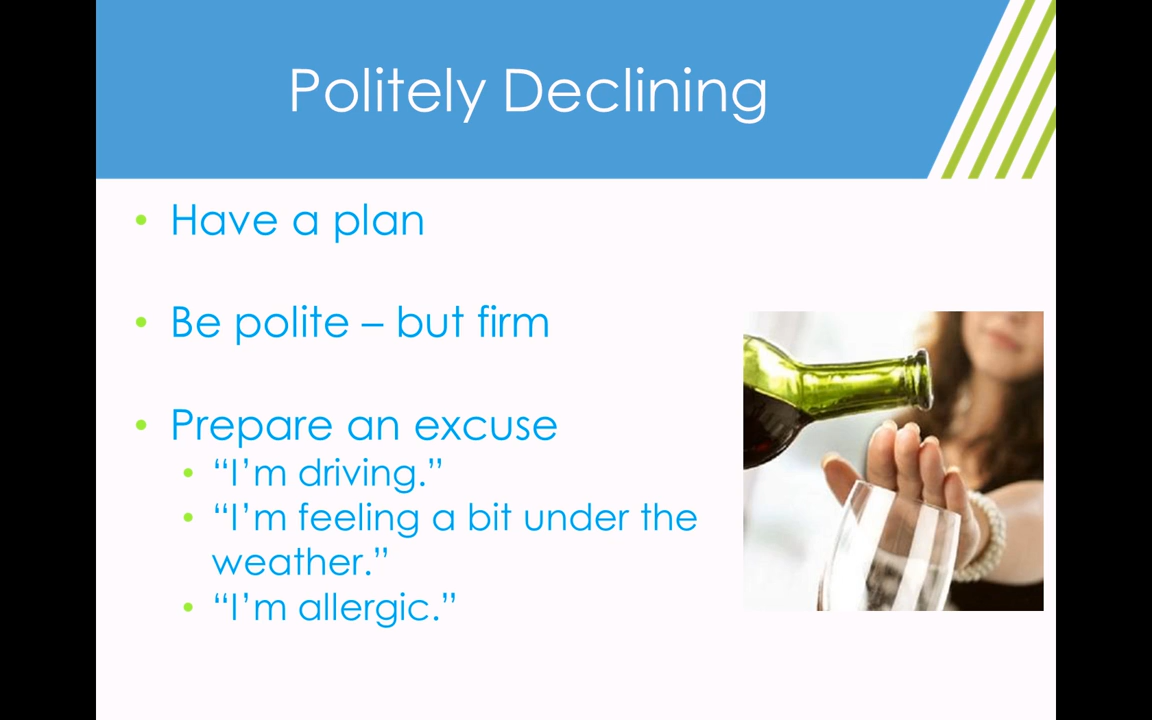 Politely Declining
• Have a plan
• Be polite – but firm
• Prepare an excuse
• “I’m driving.”
• “I’m feeling a bit under the
weather.”
• “I’m allergic.”